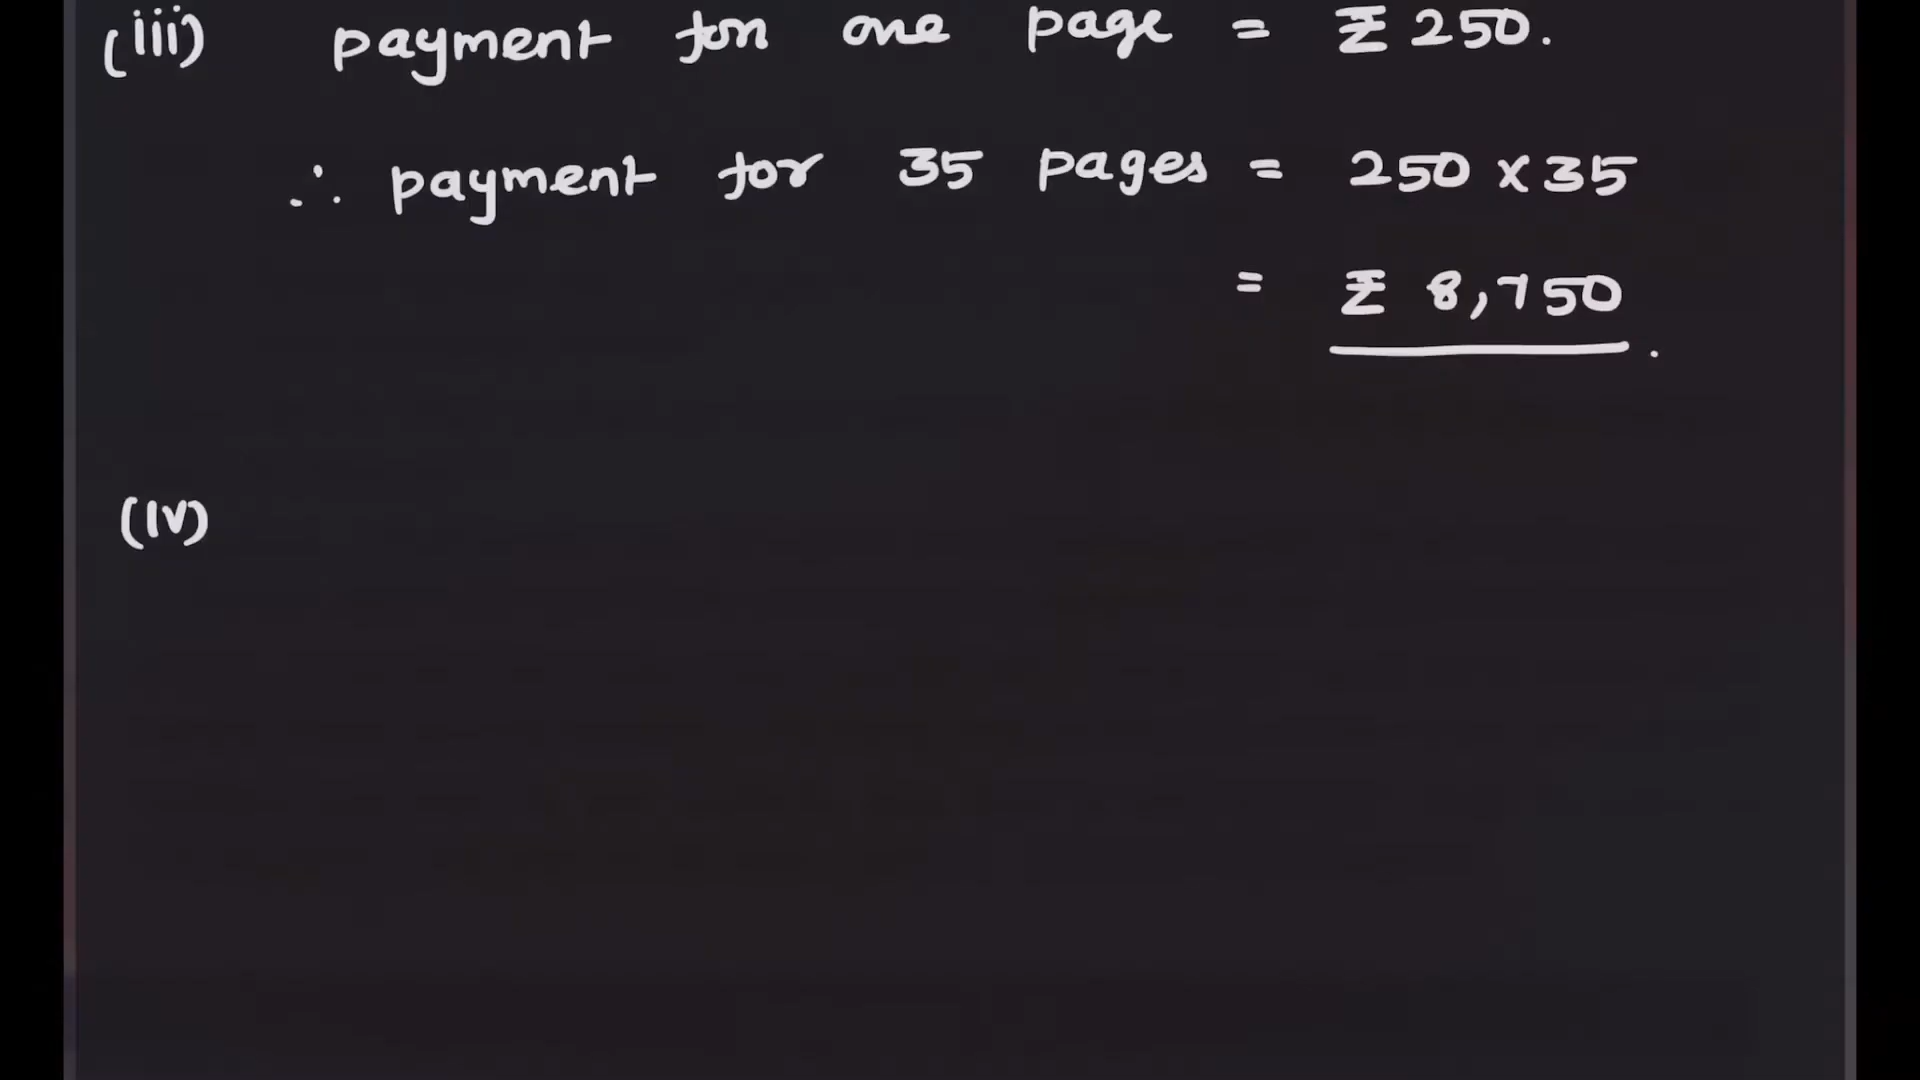 (iii) payment for one page = ₹ 250.
∴ payment for 35 pages = 250 × 35
= ₹ 8,750.
(iv)